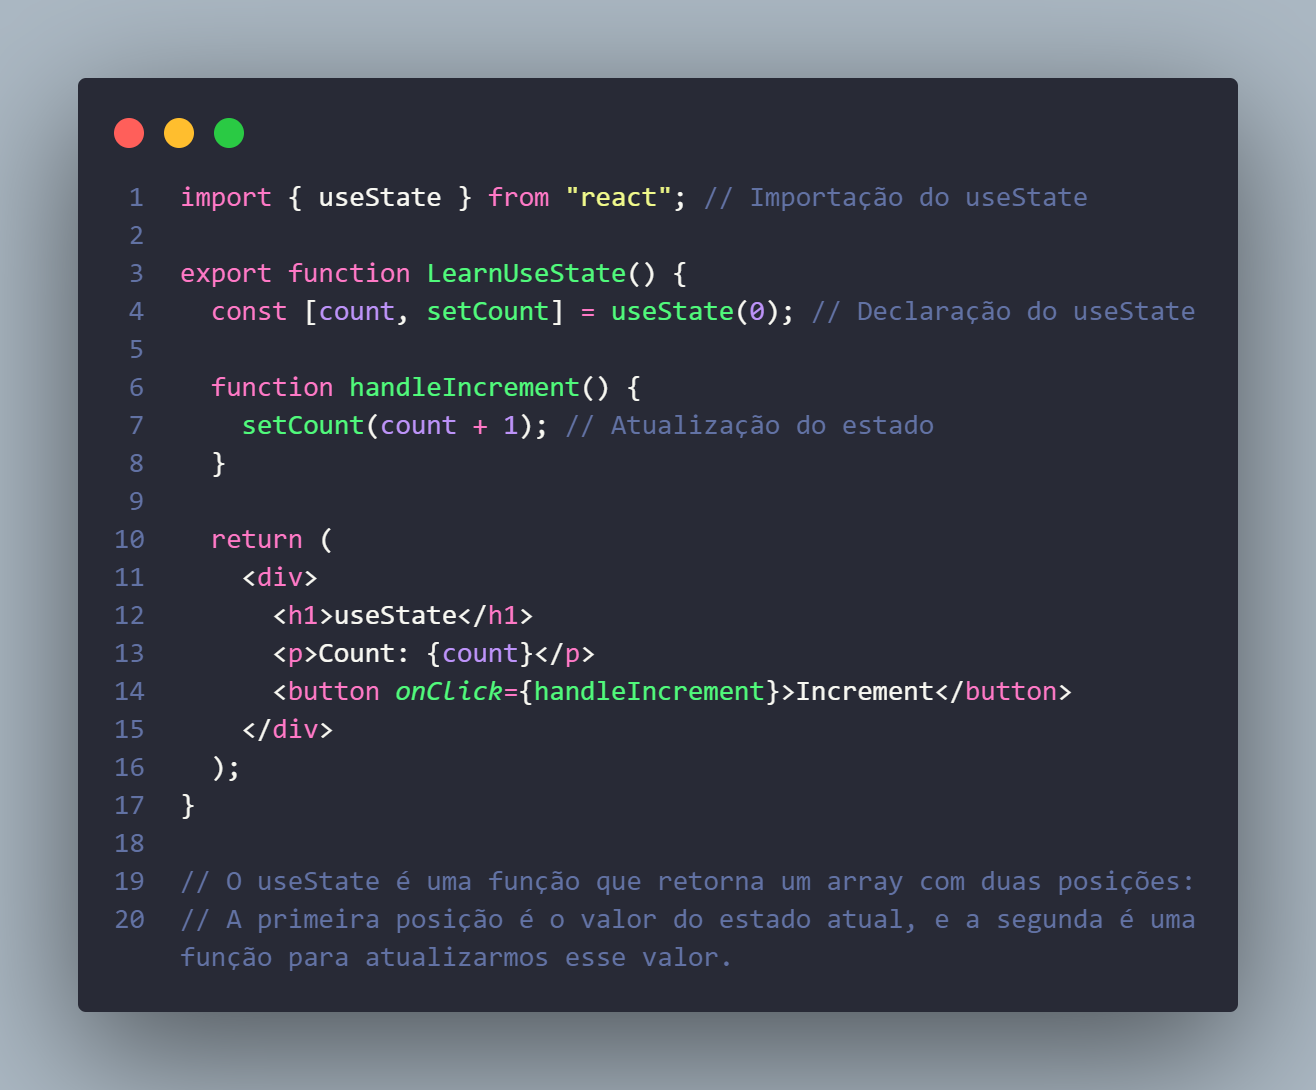 1 import { useState } from "react"; // Importação do useState
2
3 export function LearnUseState() {
4   const [count, setCount] = useState(0); // Declaração do useState
5
6   function handleIncrement() {
7     setCount(count + 1); // Atualização do estado
8   }
9
10   return (
11     <div>
12       <h1>useState</h1>
13       <p>Count: {count}</p>
14       <button onClick={handleIncrement}>Increment</button>
15     </div>
16   );
17 }
18
19 // O useState é uma função que retorna um array com duas posições:
20 // A primeira posição é o valor do estado atual, e a segunda é uma
função para atualizarmos esse valor.